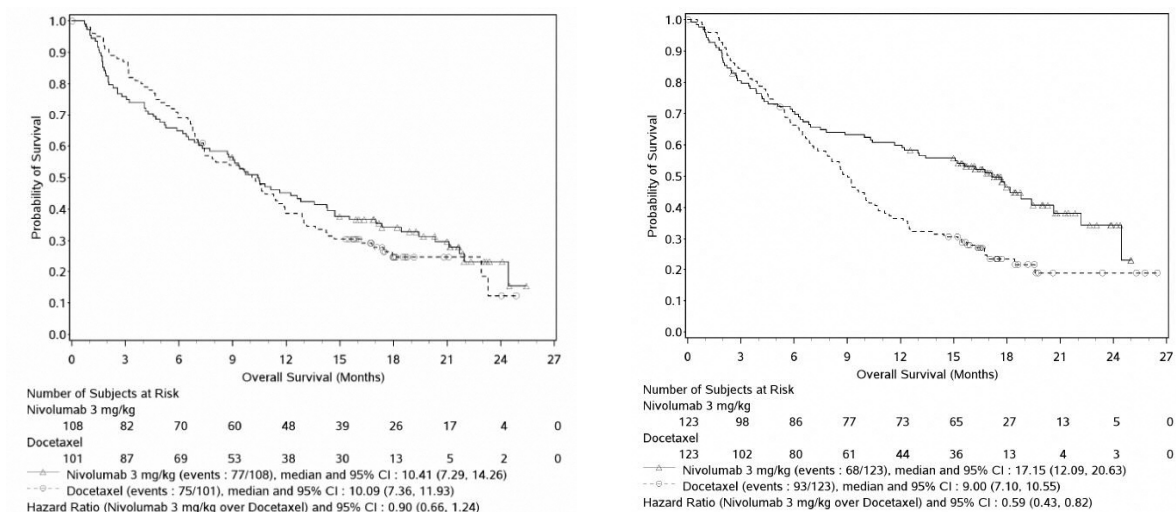 1.0
0.9
0.8
0.7
0.6
0.5
0.4
0.3
0.2
0.1
0.0
Probability of Survival
0 3 6 9 12 15 18 21 24 27
Overall Survival (Months)
Number of Subjects at Risk
Nivolumab 3 mg/kg
108 82 70 60 48 39 26 17 4 0
Docetaxel
101 87 69 53 38 30 13 5 2 0
Nivolumab 3 mg/kg (events : 77/108), median and 95% CI : 10.41 (7.29, 14.26)
Docetaxel (events : 75/101), median and 95% CI : 10.09 (7.36, 11.93)
Hazard Ratio (Nivolumab 3 mg/kg over Docetaxel) and 95% CI : 0.90 (0.66, 1.24)
1.0
0.9
0.8
0.7
0.6
0.5
0.4
0.3
0.2
0.1
0.0
Probability of Survival
0 3 6 9 12 15 18 21 24 27
Overall Survival (Months)
Number of Subjects at Risk
Nivolumab 3 mg/kg
123 98 86 77 73 65 27 13 5 0
Docetaxel
123 102 80 61 44 36 13 4 3 0
Nivolumab 3 mg/kg (events : 68/123), median and 95% CI : 17.15 (12.09, 20.63)
Docetaxel (events : 93/123), median and 95% CI : 9.00 (7.10, 10.55)
Hazard Ratio (Nivolumab 3 mg/kg over Docetaxel) and 95% CI : 0.59 (0.43, 0.82)